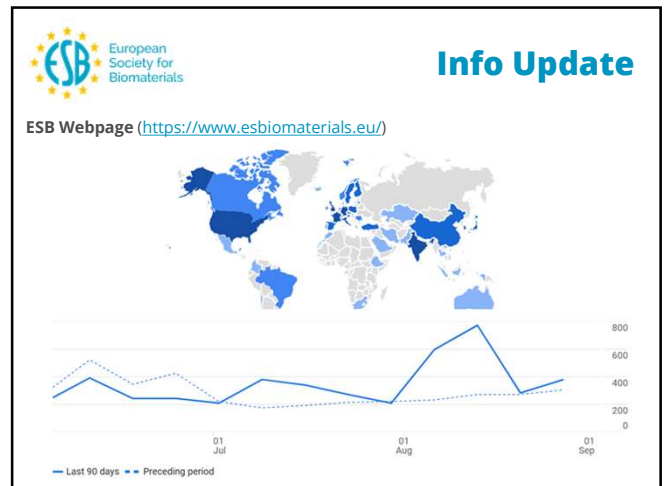 ESB
European
Society for
Biomaterials
Info Update
ESB Webpage (https://www.esbiomaterials.eu/)
800
600
400
200
0
01
Jul
01
Aug
01
Sep
Last 90 days
Preceding period